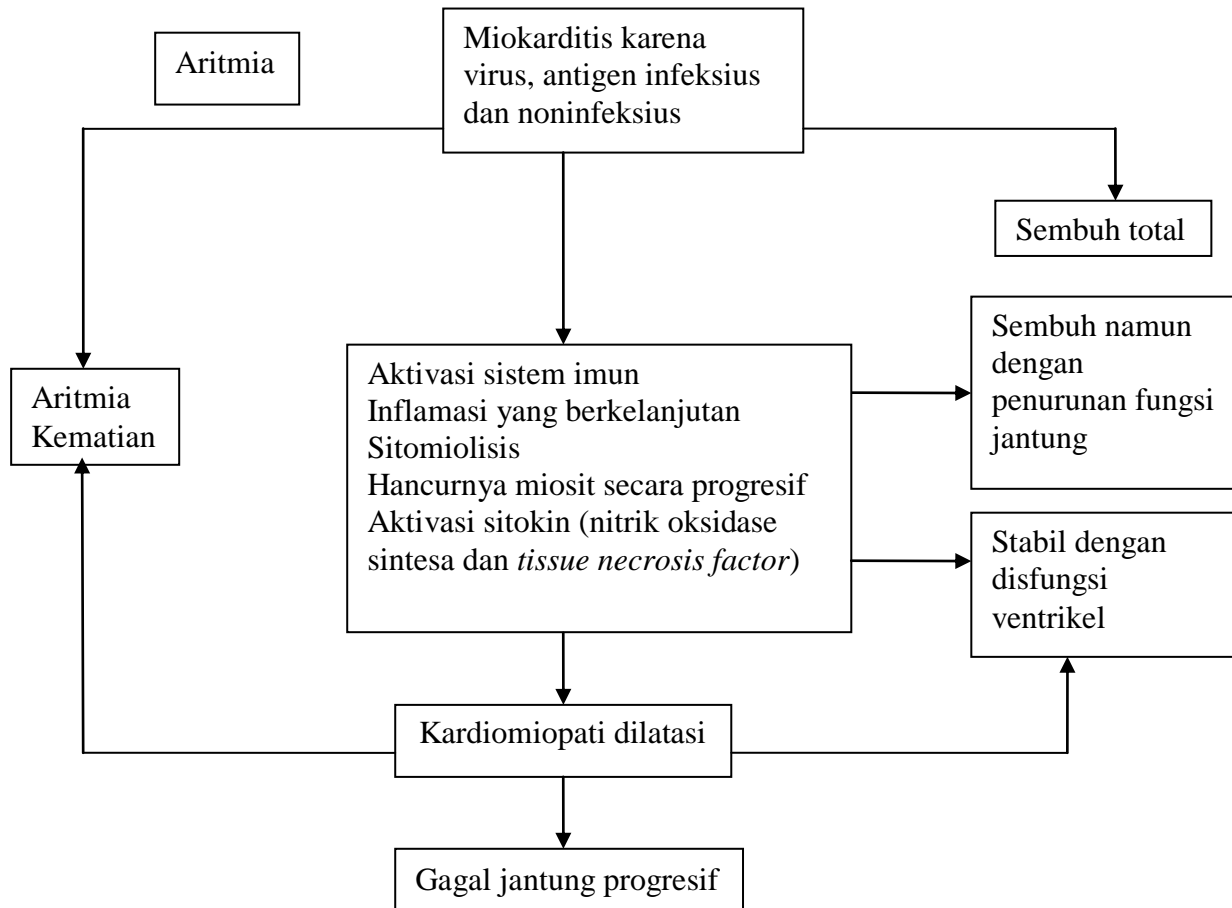 Aritmia
Miokarditis karena
virus, antigen infeksius
dan noninfeksius
Sembuh total
Aritmia
Kematian
Aktivasi sistem imun
Inflamasi yang berkelanjutan
Sitomiolisis
Hancurnya miosit secara progresif
Aktivasi sitokin (nitrik oksidase
sintesa dan tissue necrosis factor)
Sembuh namun
dengan
penurunan fungsi
jantung
Stabil dengan
disfungsi
ventrikel
Kardiomiopati dilatasi
Gagal jantung progresif